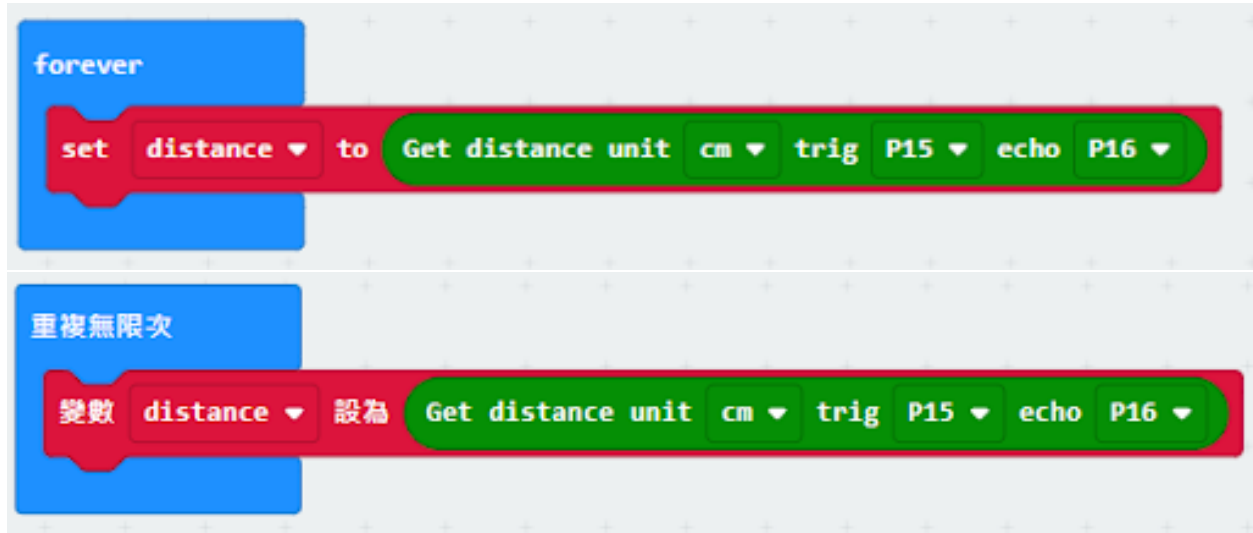 forever
set distance to Get distance unit cm trig P15 echo P16
重複無限次
變數 distance 設為 Get distance unit cm trig P15 echo P16